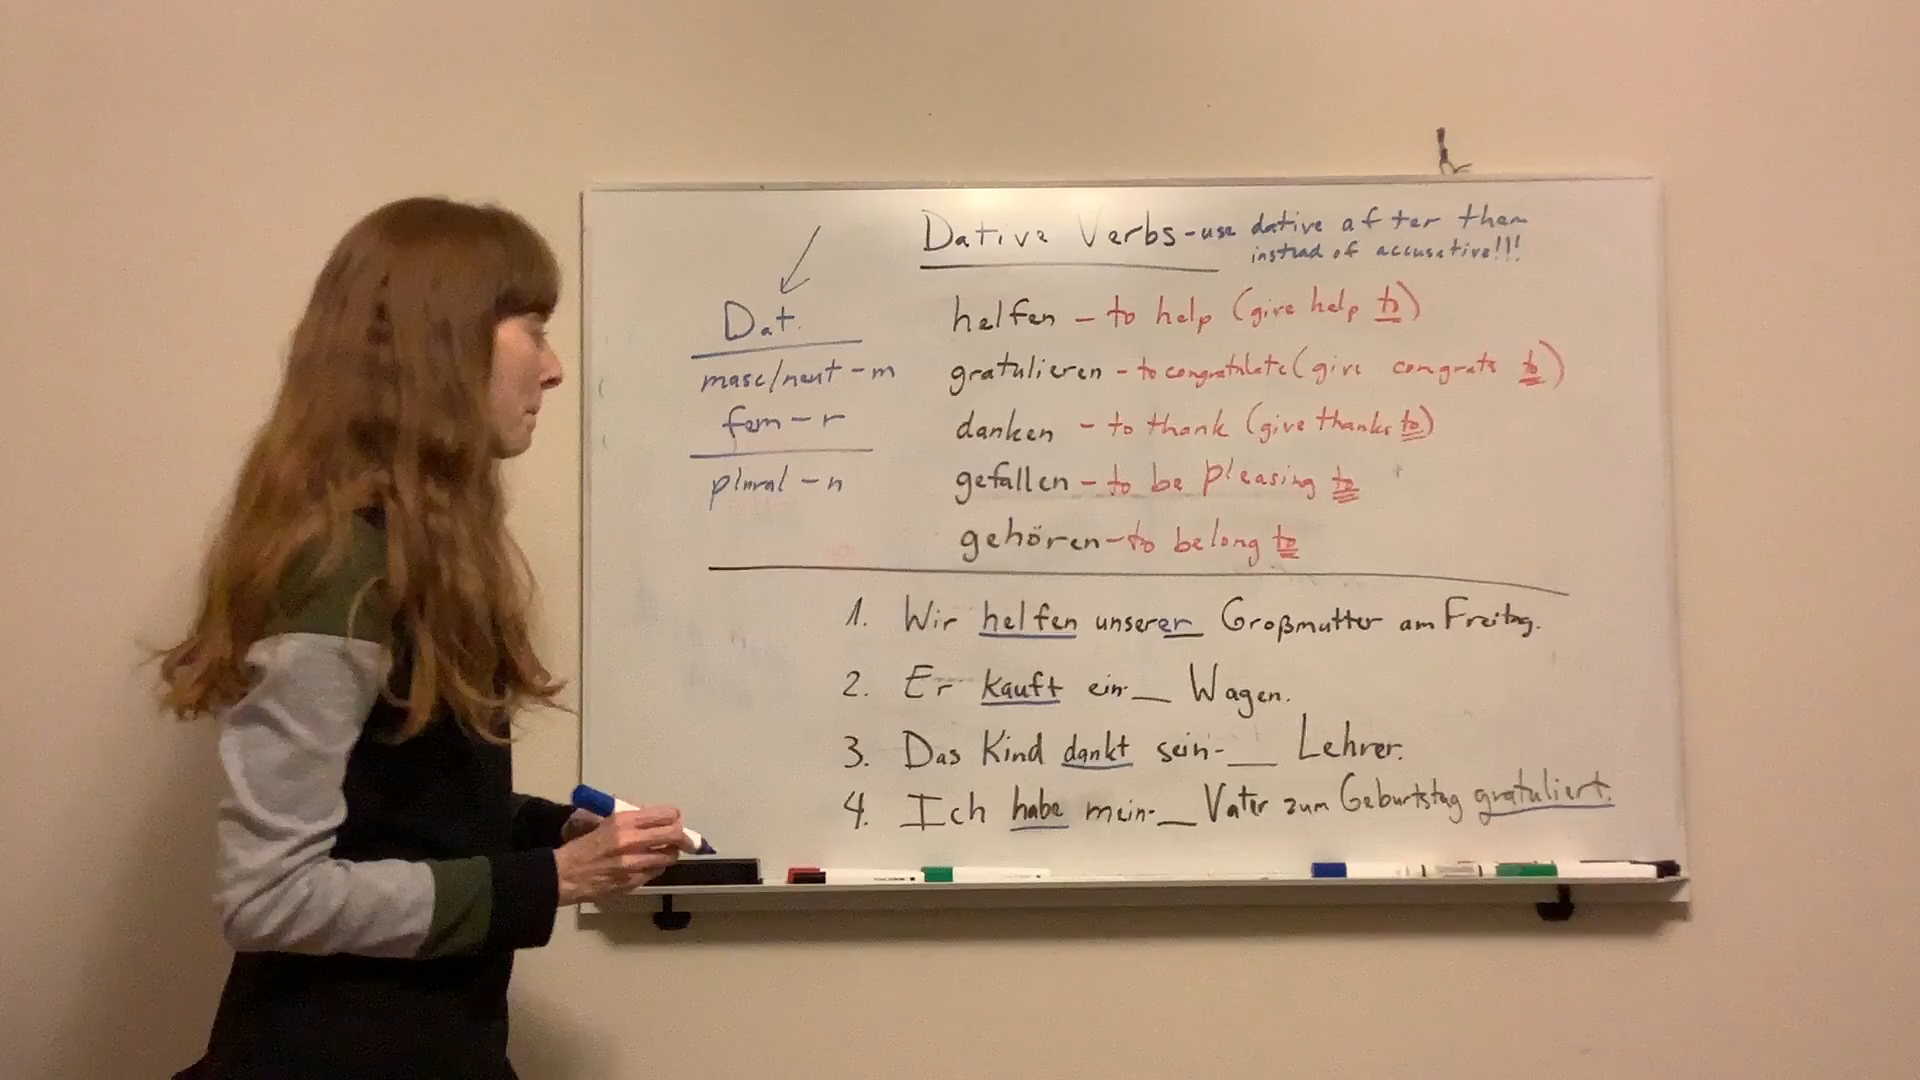 Dative Verbs - use dative after them
instead of accusative!!!
Dat.
masc/neut - m
fem - r
plural - n
helfen - to help (give help to)
gratulieren - to congratulate (give congrats to)
danken - to thank (give thanks to)
gefallen - to be pleasing to
gehören - to belong to
1. Wir helfen unserer Großmutter am Freitag.
2. Er kauft ein-__ Wagen.
3. Das Kind dankt sein-__ Lehrer.
4. Ich habe mein-__ Vater zum Geburtstag gratuliert.